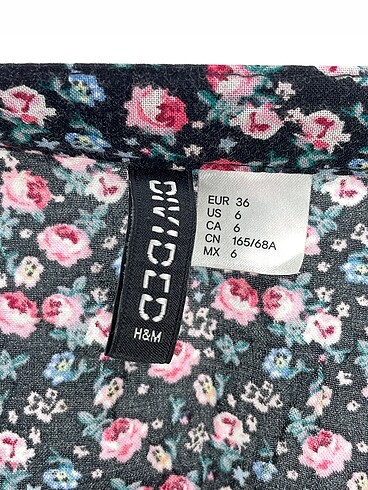 DIVIDED
H&M
EUR 36
US 6
CA 6
CN 165/68A
MX 6